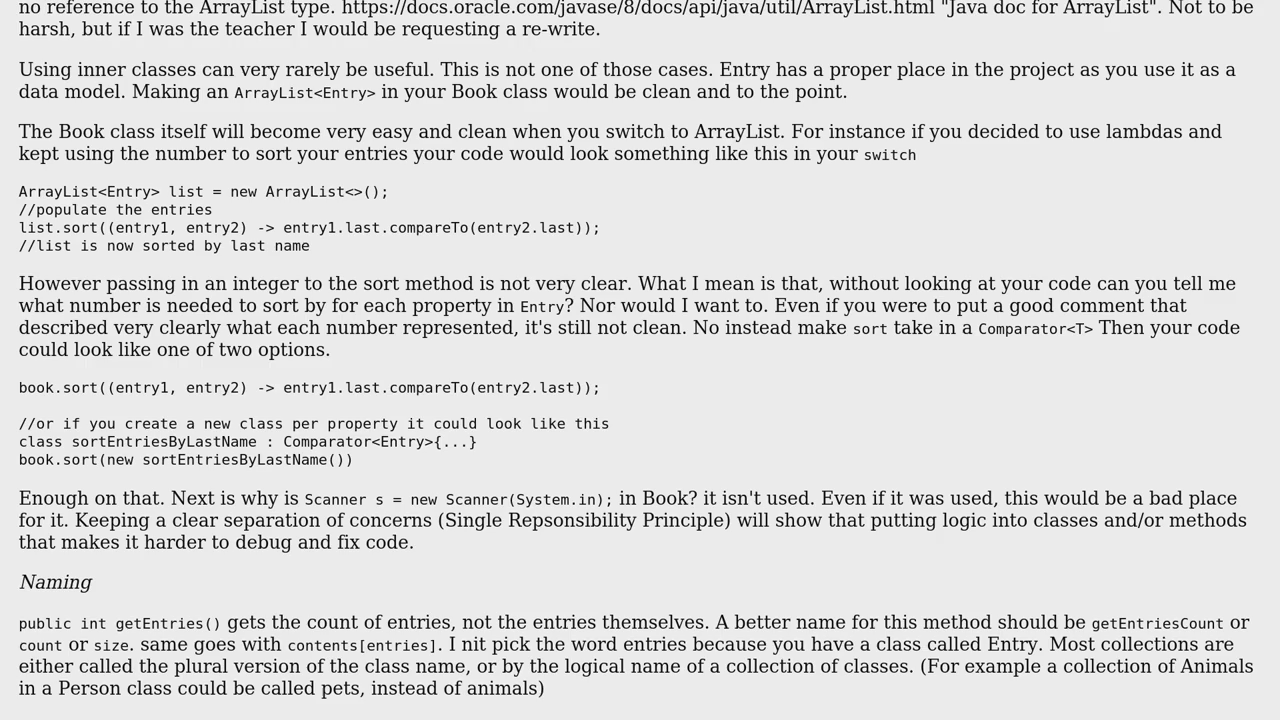 no reference to the ArrayList type. https://docs.oracle.com/javase/8/docs/api/java/util/ArrayList.html "Java doc for ArrayList". Not to be
harsh, but if I was the teacher I would be requesting a re-write.
Using inner classes can very rarely be useful. This is not one of those cases. Entry has a proper place in the project as you use it as a
data model. Making an ArrayList<Entry> in your Book class would be clean and to the point.
The Book class itself will become very easy and clean when you switch to ArrayList. For instance if you decided to use lambdas and
kept using the number to sort your entries your code would look something like this in your switch
ArrayList<Entry> list = new ArrayList<>();
//populate the entries
list.sort((entry1, entry2) -> entry1.last.compareTo(entry2.last));
//list is now sorted by last name
However passing in an integer to the sort method is not very clear. What I mean is that, without looking at your code can you tell me
what number is needed to sort by for each property in Entry? Nor would I want to. Even if you were to put a good comment that
described very clearly what each number represented, it's still not clean. No instead make sort take in a Comparator<T> Then your code
could look like one of two options.
book.sort((entry1, entry2) -> entry1.last.compareTo(entry2.last));
//or if you create a new class per property it could look like this
class sortEntriesByLastName : Comparator<Entry>{...}
book.sort(new sortEntriesByLastName())
Enough on that. Next is why is Scanner s = new Scanner(System.in); in Book? it isn't used. Even if it was used, this would be a bad place
for it. Keeping a clear separation of concerns (Single Repsonsibility Principle) will show that putting logic into classes and/or methods
that makes it harder to debug and fix code.
Naming
public int getEntries() gets the count of entries, not the entries themselves. A better name for this method should be getEntriesCount or
count or size. same goes with contents[entries]. I nit pick the word entries because you have a class called Entry. Most collections are
either called the plural version of the class name, or by the logical name of a collection of classes. (For example a collection of Animals
in a Person class could be called pets, instead of animals)